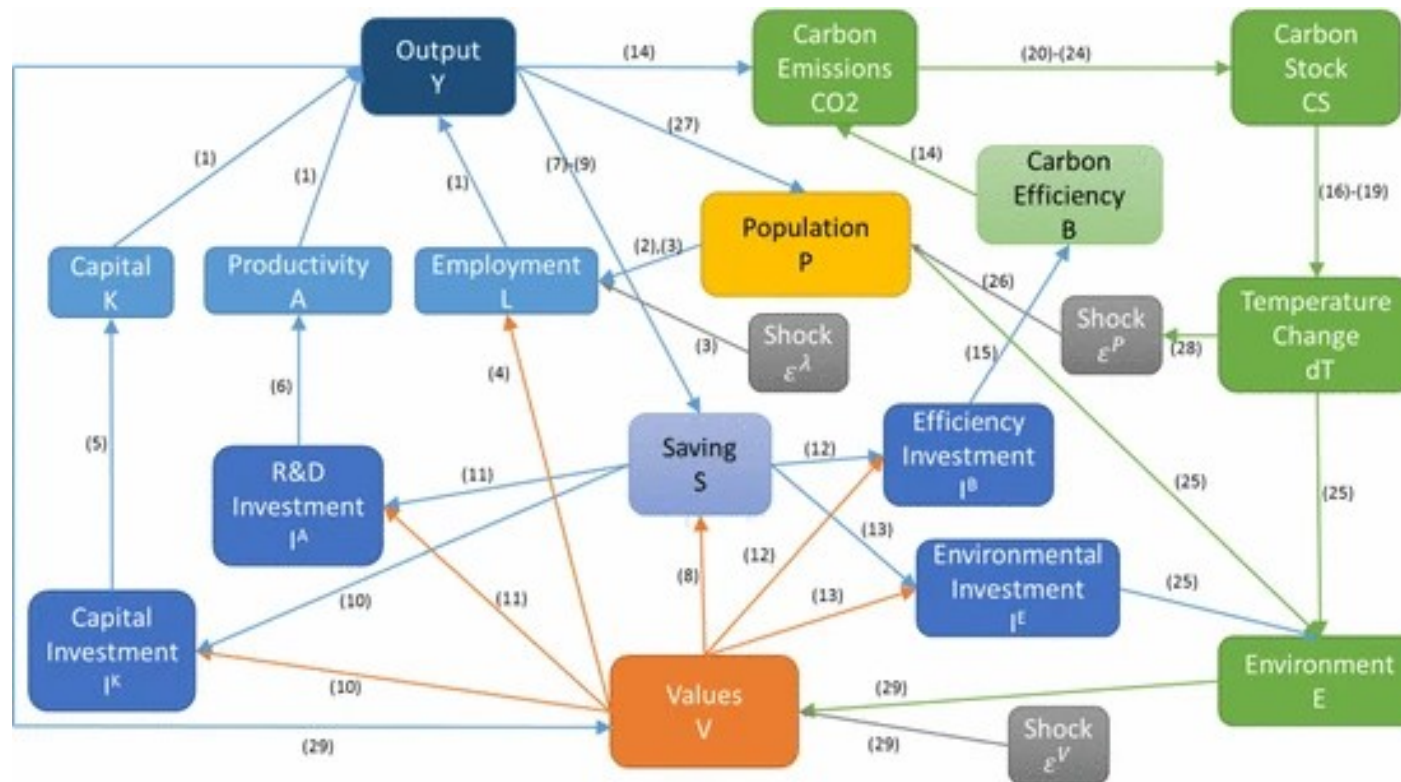 Output
Y
(14)
Carbon
Emissions
CO2
(20)-(24)
Carbon
Stock
CS
(27)
(7)-(9)
(1)
(1)
(1)
(14)
Carbon
Efficiency
B
(16)-(19)
Capital
K
Productivity
A
Employment
L
(2),(3)
Population
P
(26)
Shock
εᴾ
(28)
Temperature
Change
dT
(3)
Shock
ε^λ
(15)
(5)
(6)
(4)
R&D
Investment
Iᴬ
(11)
Saving
S
(12)
Efficiency
Investment
Iᴮ
(25)
(25)
(13)
(12)
(8)
(13)
Environmental
Investment
Iᴱ
(25)
Capital
Investment
Iᴷ
(10)
(11)
(10)
Values
V
(29)
Environment
E
(29)
(29)
Shock
ε^V